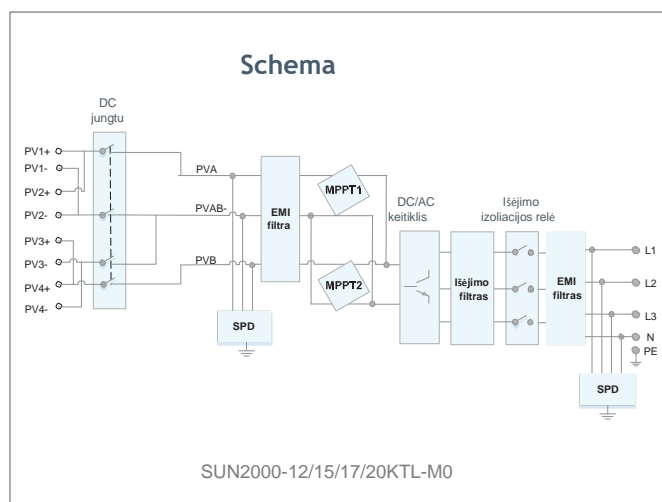 Schema
DC
jungtu
PV1+
PV1-
PV2+
PV2-
PV3+
PV3-
PV4+
PV4-
PVA
PVAB-
PVB
SPD
EMI
filtra
MPPT1
MPPT2
DC/AC
keitiklis
Išėjimo
filtras
Išėjimo
izoliacijos relė
EMI
filtras
L1
L2
L3
N
PE
SPD
SUN2000-12/15/17/20KTL-M0